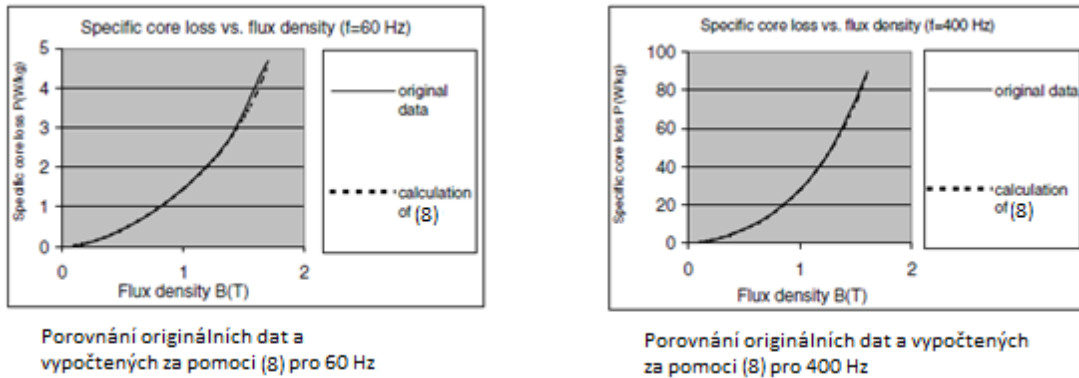 Specific core loss vs. flux density (f=60 Hz)
Specific core loss P(W/kg)
5
4
3
2
1
0
0 1 2
Flux density B(T)
original
data
calculation
of (8)
Porovnání originálních dat a
vypočtených za pomoci (8) pro 60 Hz
Specific core loss vs. flux density (f=400 Hz)
Specific core loss P(W/kg)
100
80
60
40
20
0
0 1 2
Flux density B(T)
original data
calculation
of (8)
Porovnání originálních dat a vypočtených
za pomoci (8) pro 400 Hz